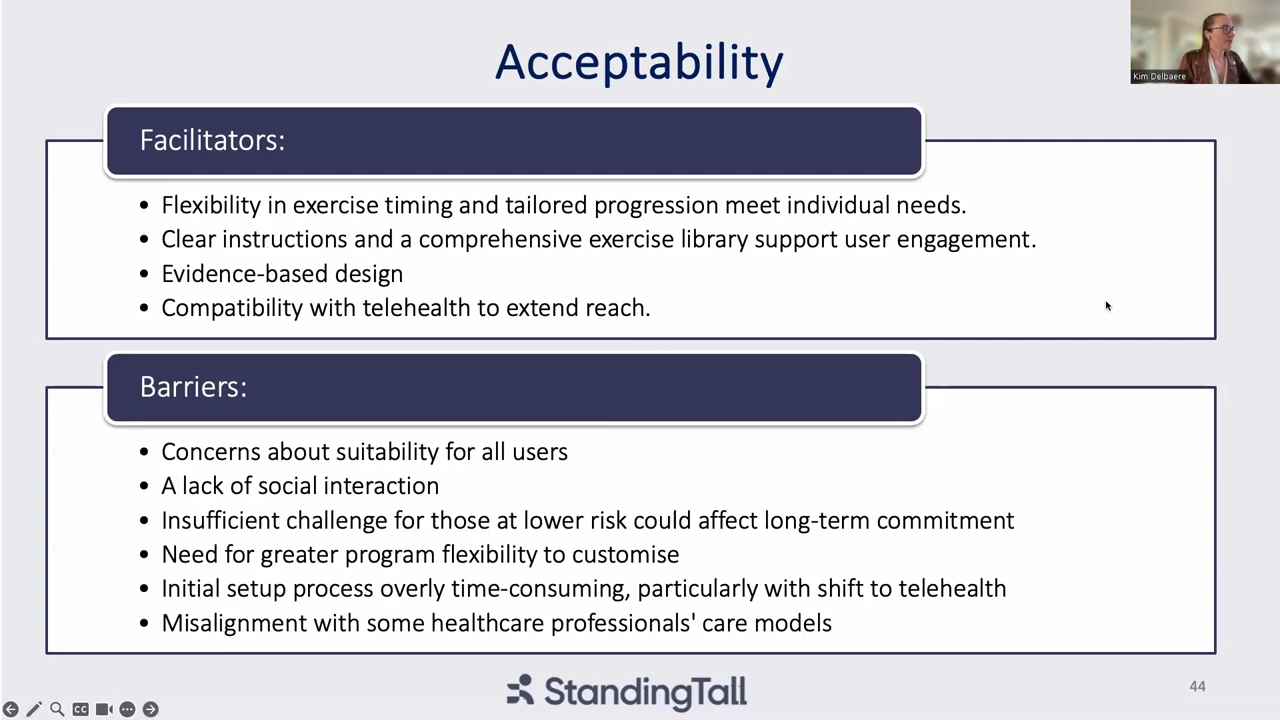 Acceptability
Kim Delbaere
Facilitators:
• Flexibility in exercise timing and tailored progression meet individual needs.
• Clear instructions and a comprehensive exercise library support user engagement.
• Evidence-based design
• Compatibility with telehealth to extend reach.
Barriers:
• Concerns about suitability for all users
• A lack of social interaction
• Insufficient challenge for those at lower risk could affect long-term commitment
• Need for greater program flexibility to customise
• Initial setup process overly time-consuming, particularly with shift to telehealth
• Misalignment with some healthcare professionals' care models
StandingTall
44
CC